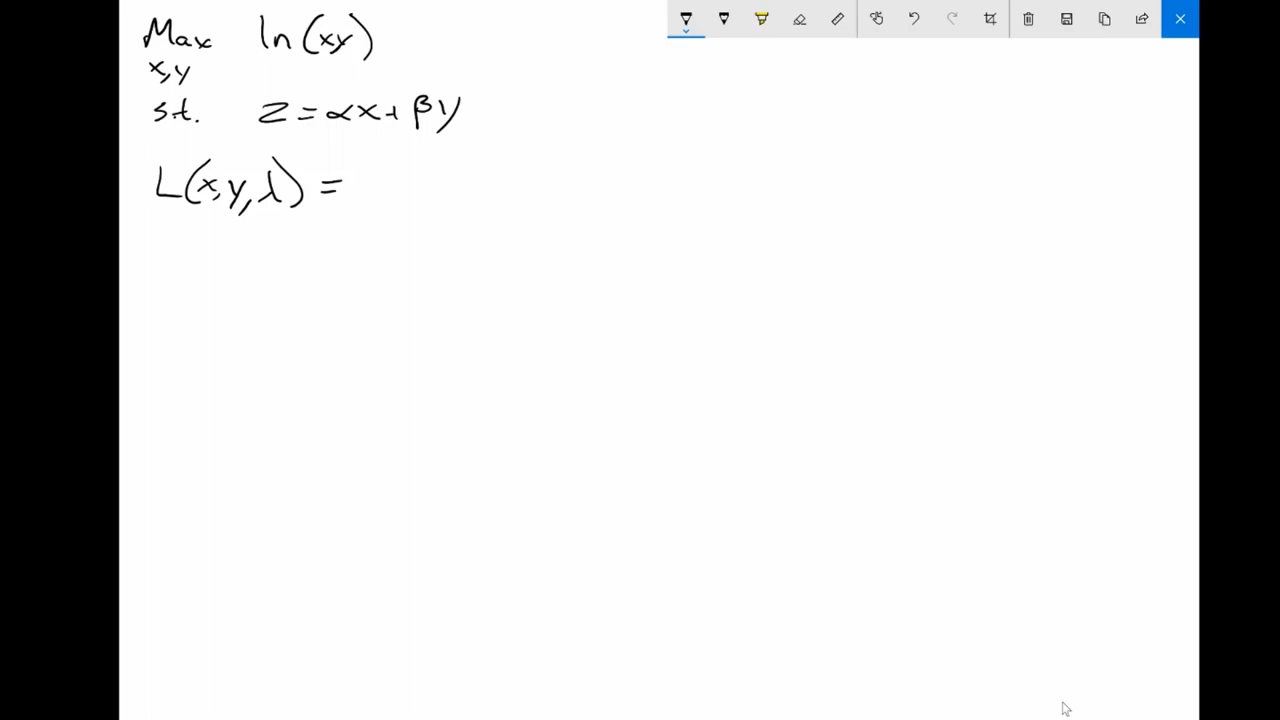 Max ln(xy)
x,y
s.t. z = αx + βy
L(x,y,λ) =